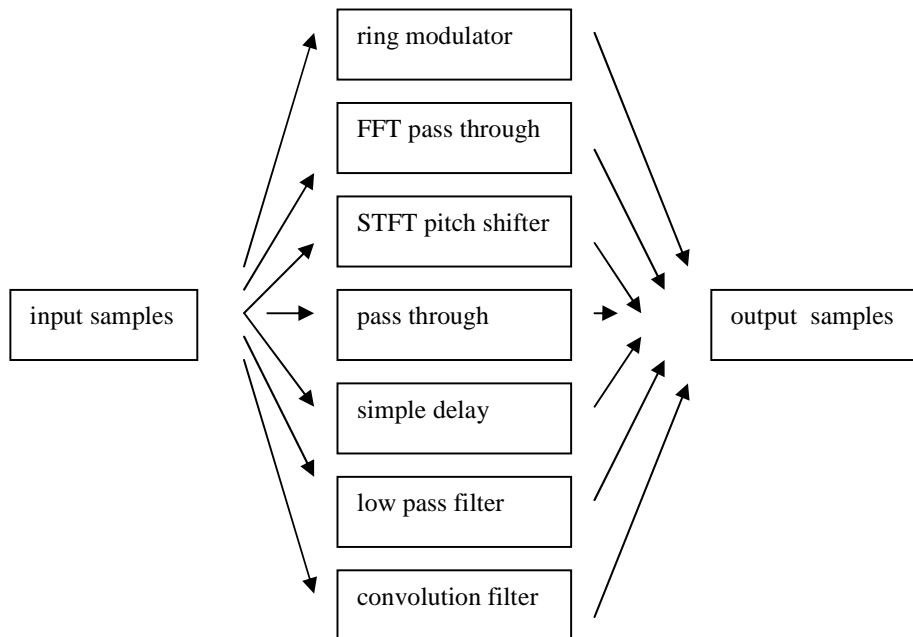 ring modulator
FFT pass through
STFT pitch shifter
input samples
pass through
output  samples
simple delay
low pass filter
convolution filter